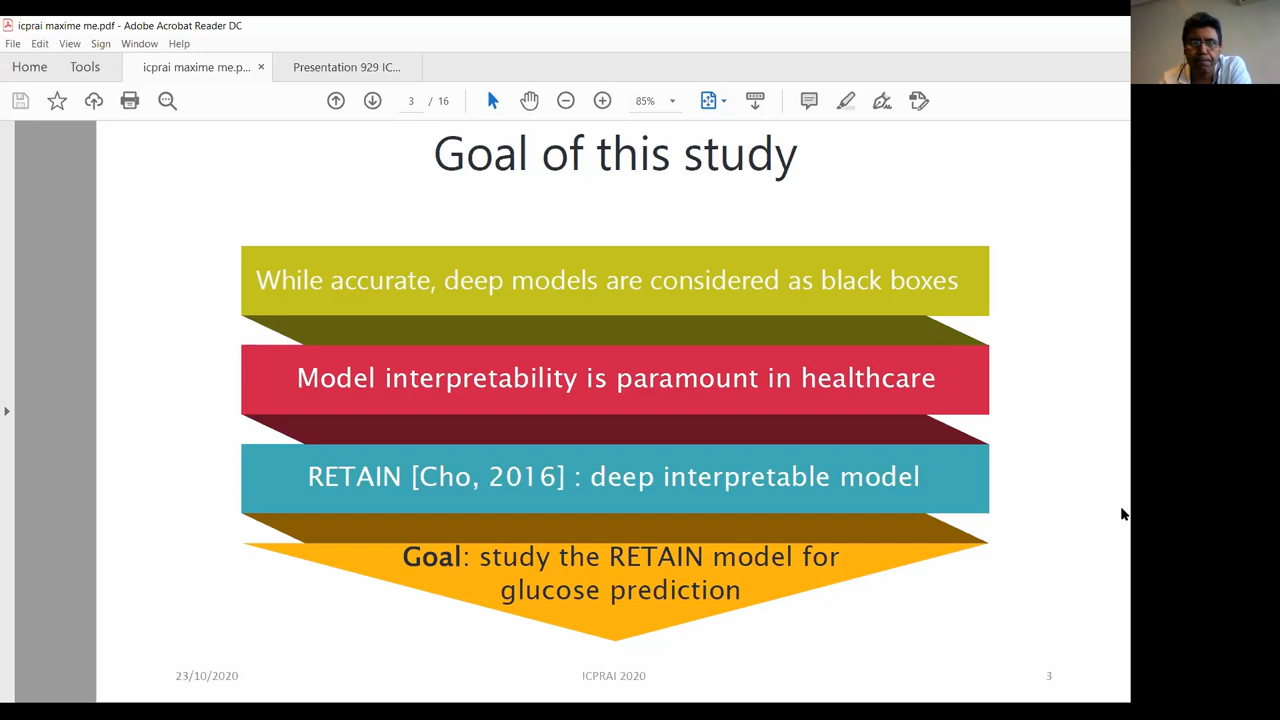 icprai maxime me.pdf - Adobe Acrobat Reader DC
File Edit View Sign Window Help
Home Tools icprai maxime me.p... × Presentation 929 IC...
3 / 16 85%
Goal of this study
While accurate, deep models are considered as black boxes
Model interpretability is paramount in healthcare
RETAIN [Cho, 2016] : deep interpretable model
Goal: study the RETAIN model for
glucose prediction
23/10/2020 ICPRAI 2020 3